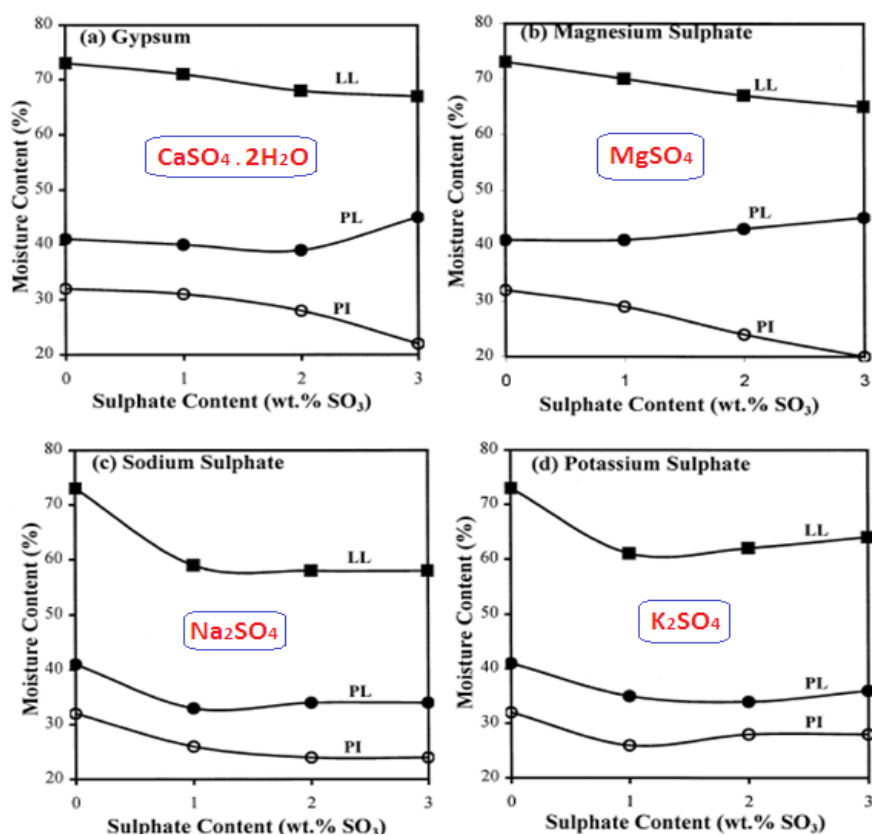 (a) Gypsum
80
70
60
50
40
30
20
Moisture Content (%)
LL
CaSO₄ . 2H₂O
PL
PI
0 1 2 3
Sulphate Content (wt.% SO₃)
(b) Magnesium Sulphate
80
70
60
50
40
30
20
Moisture Content (%)
LL
MgSO₄
PL
PI
0 1 2 3
Sulphate Content (wt.% SO₃)
(c) Sodium Sulphate
80
70
60
50
40
30
20
Moisture Content (%)
LL
Na₂SO₄
PL
PI
0 1 2 3
Sulphate Content (wt.% SO₃)
(d) Potassium Sulphate
80
70
60
50
40
30
20
Moisture Content (%)
LL
K₂SO₄
PL
PI
0 1 2 3
Sulphate Content (wt.% SO₃)